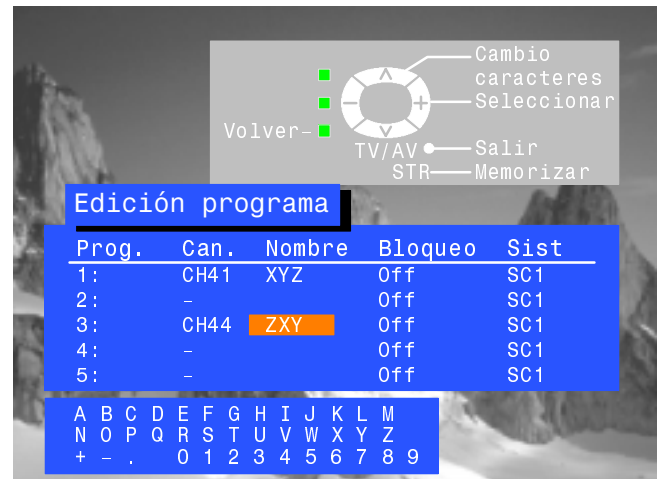 Cambio
caracteres
Seleccionar
Volver–
TV/AV Salir
STR Memorizar
Edición programa
Prog. Can. Nombre Bloqueo Sist
1: CH41 XYZ Off SC1
2: – Off SC1
3: CH44 ZXY Off SC1
4: – Off SC1
5: – Off SC1
A B C D E F G H I J K L M
N O P Q R S T U V W X Y Z
+ – . 0 1 2 3 4 5 6 7 8 9